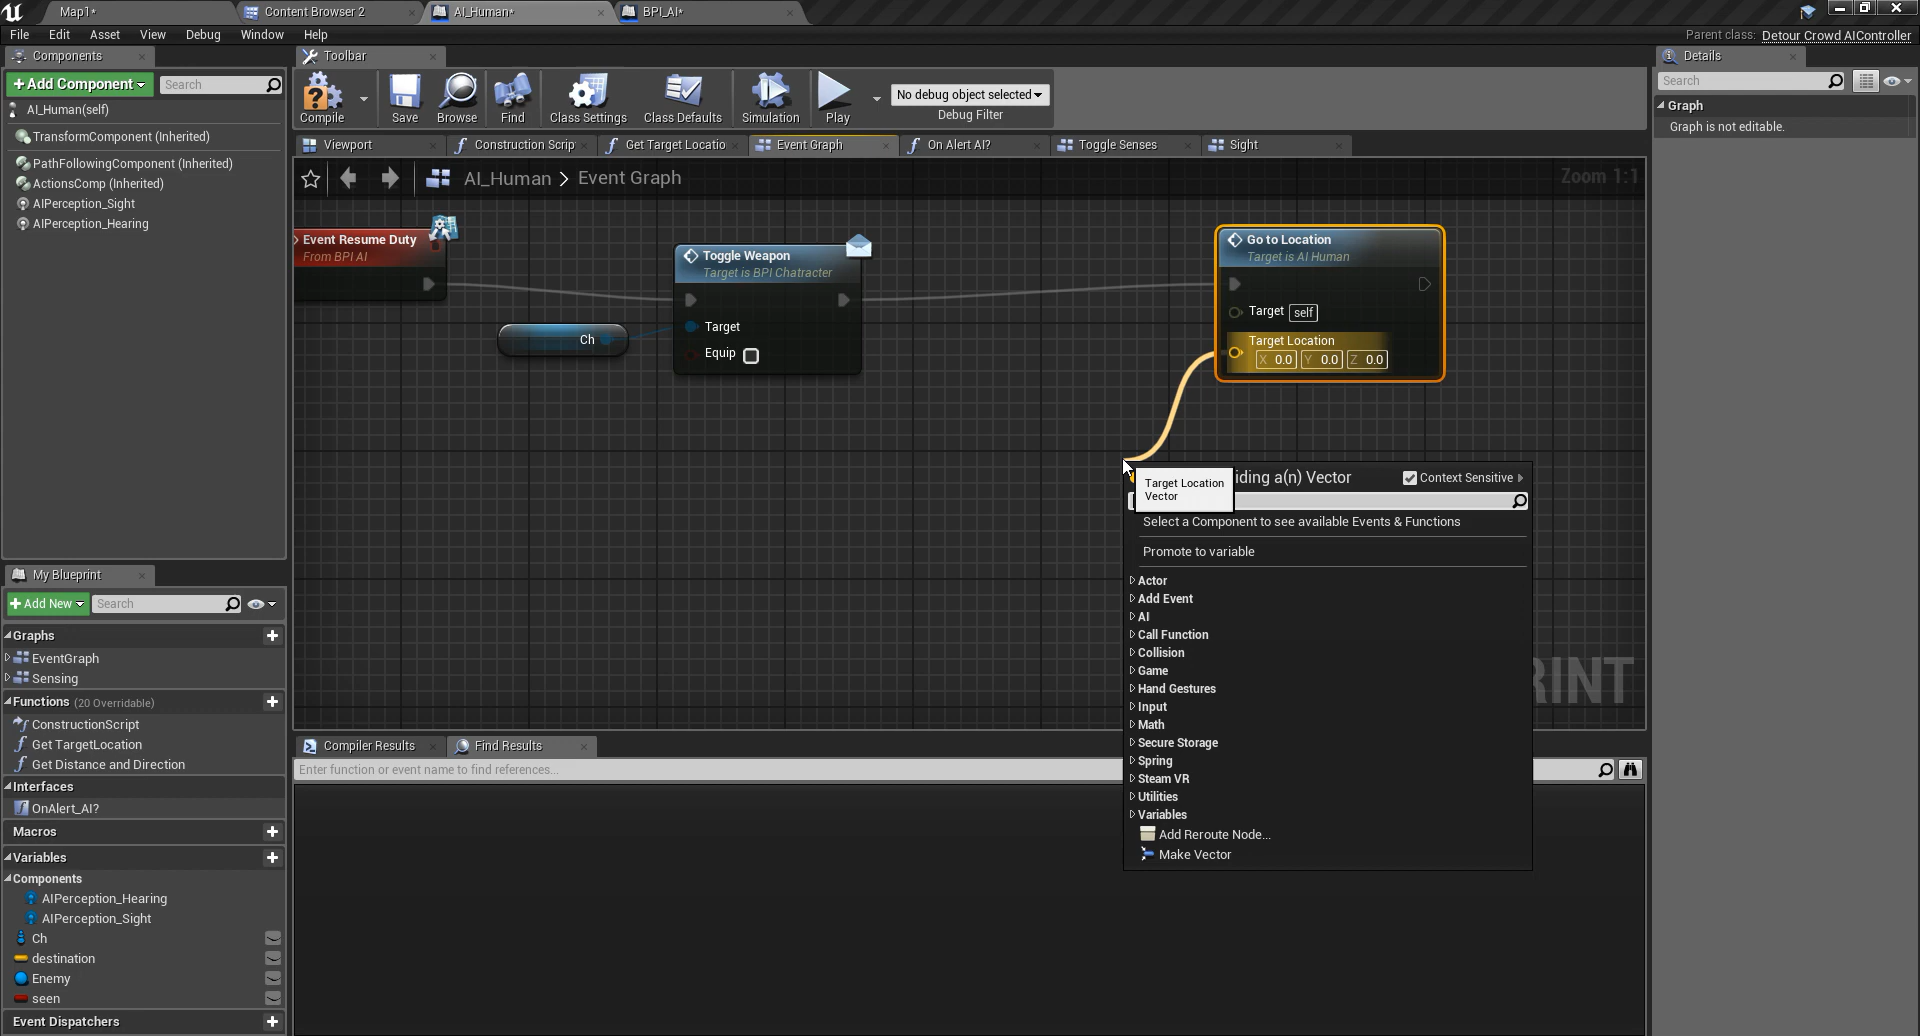 Map1*
Content Browser 2
AI_Human*
BPI_AI*
File Edit Asset View Debug Window Help
Parent class: Detour Crowd AIController
Components
Toolbar
Details
+Add Component
Search
AI_Human(self)
TransformComponent (Inherited)
PathFollowingComponent (Inherited)
ActionsComp (Inherited)
AIPerception_Sight
AIPerception_Hearing
Compile
Save
Browse
Find
Class Settings
Class Defaults
Simulation
Play
No debug object selected
Debug Filter
Search
Graph
Graph is not editable.
Viewport
Construction Scrip
Get Target Locatio
Event Graph
On Alert AI?
Toggle Senses
Sight
AI_Human > Event Graph
Zoom 1:1
Event Resume Duty
From BPI AI
Toggle Weapon
Target is BPI Chatracter
Target
Equip
Ch
Go to Location
Target is AI Human
Target self
Target Location
X 0.0 Y 0.0 Z 0.0
Target Location
Vector
iding a(n) Vector
Context Sensitive
Select a Component to see available Events & Functions
Promote to variable
Actor
Add Event
AI
Call Function
Collision
Game
Hand Gestures
Input
Math
Secure Storage
Spring
Steam VR
Utilities
Variables
Add Reroute Node...
Make Vector
RINT
My Blueprint
+Add New
Search
Graphs
EventGraph
Sensing
Functions (20 Overridable)
ConstructionScript
Get TargetLocation
Get Distance and Direction
Interfaces
OnAlert_AI?
Macros
Variables
Components
AIPerception_Hearing
AIPerception_Sight
Ch
destination
Enemy
seen
Event Dispatchers
Compiler Results
Find Results
Enter function or event name to find references...